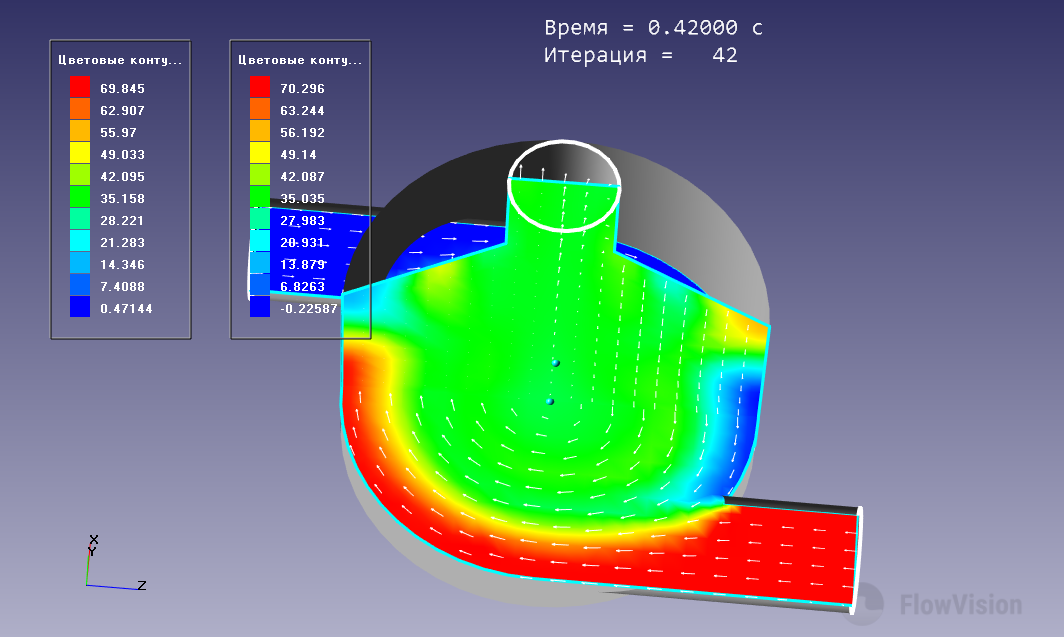 Время = 0.42000 с
Итерация = 42
Цветовые конту...
69.845
62.907
55.97
49.033
42.095
35.158
28.221
21.283
14.346
7.4088
0.47144
Цветовые конту...
70.296
63.244
56.192
49.14
42.087
35.035
27.983
20.931
13.879
6.8263
-0.22587
X
Y
Z
FlowVision